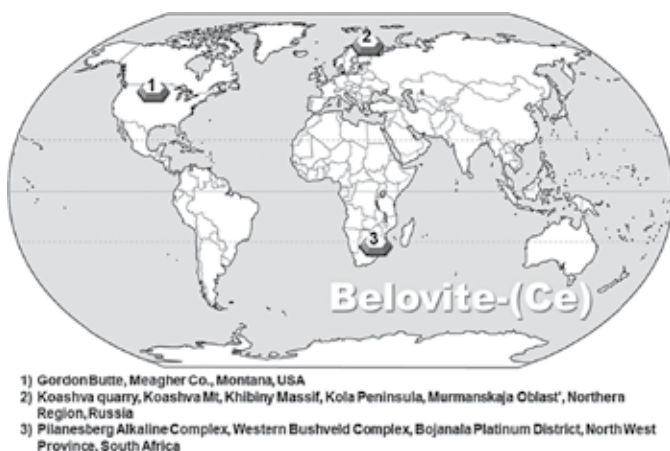 2
1
3
Belovite-(Ce)
1) Gordon Butte, Meagher Co., Montana, USA
2) Koashva quarry, Koashva Mt, Khibiny Massif, Kola Peninsula, Murmanskaja Oblast', Northern
Region, Russia
3) Pilanesberg Alkaline Complex, Western Bushveld Complex, Bojanala Platinum District, North West
Province, South Africa